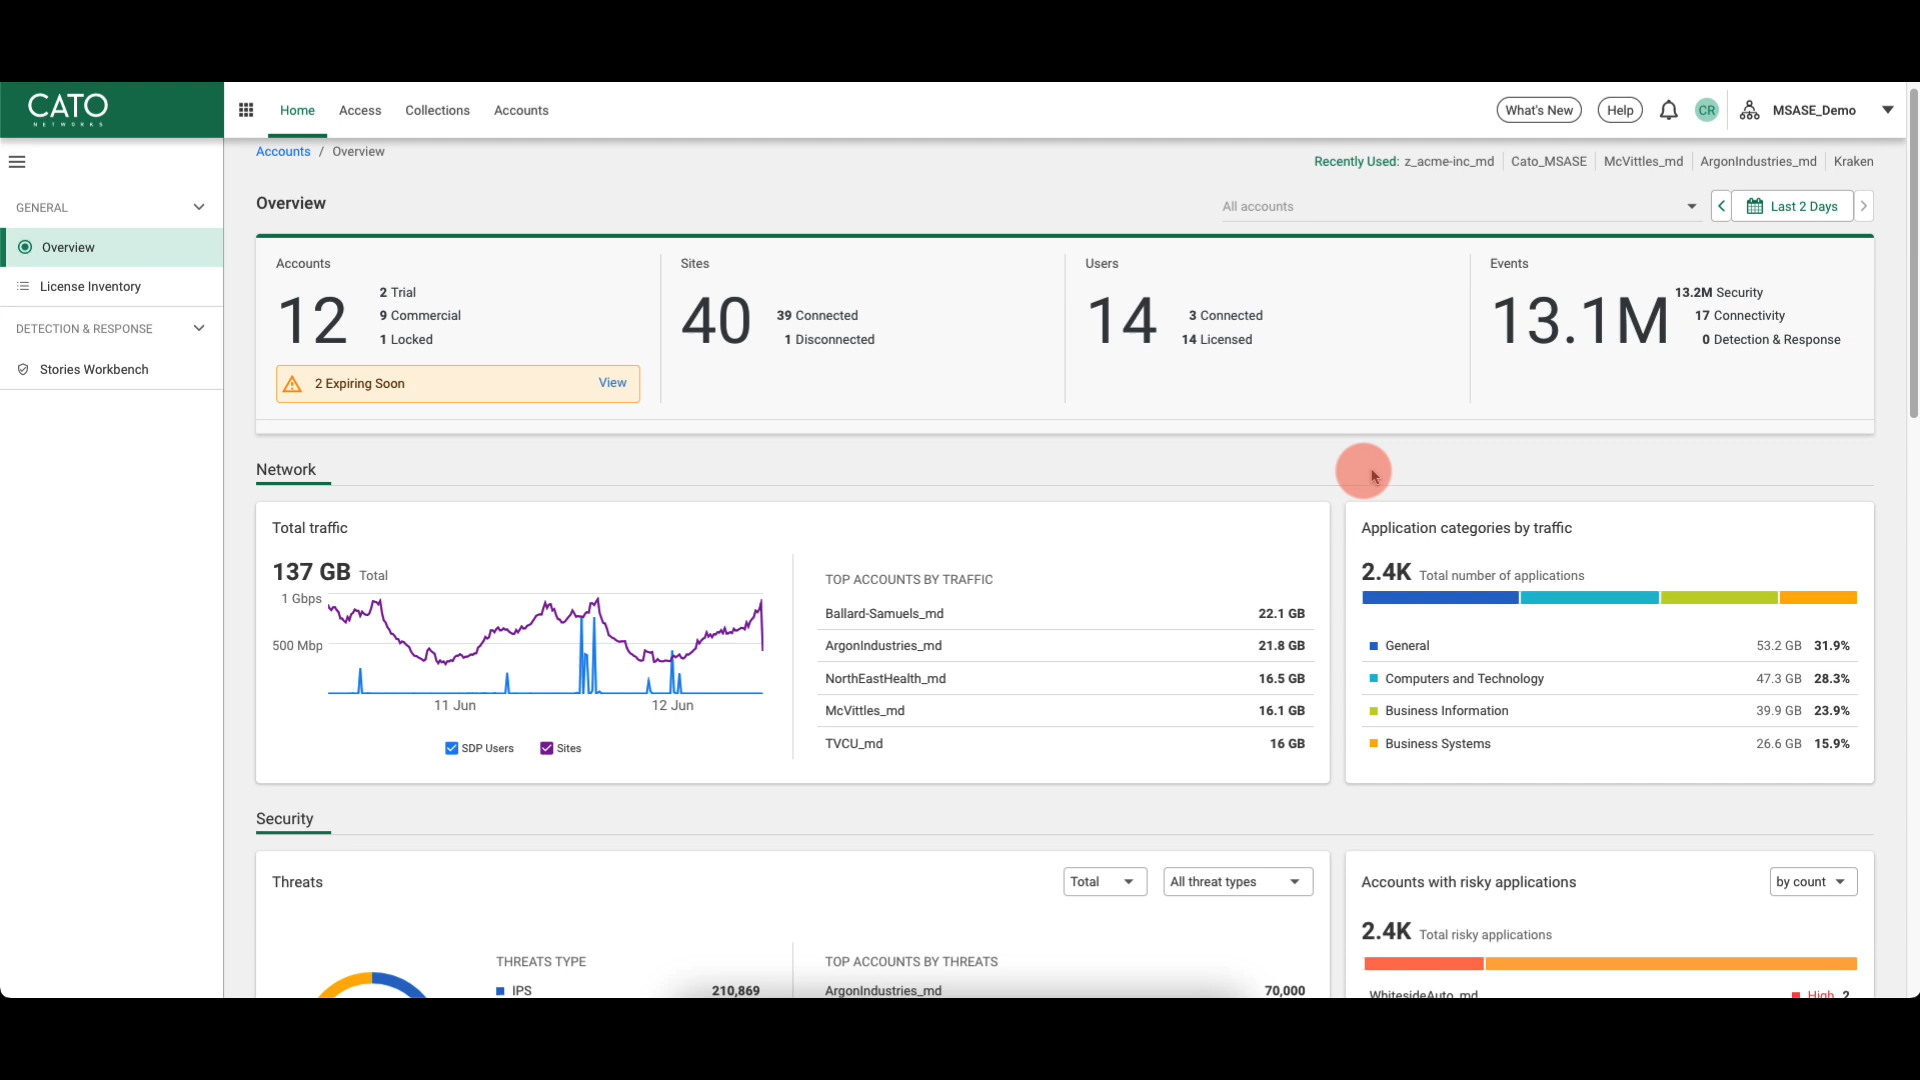 CATO
NETWORKS
Home Access Collections Accounts
What's New Help CR MSASE_Demo
Accounts / Overview
Recently Used: z_acme-inc_md Cato_MSASE McVittles_md ArgonIndustries_md Kraken
GENERAL
Overview
License Inventory
DETECTION & RESPONSE
Stories Workbench
Overview
All accounts
Last 2 Days
Accounts
12
2 Trial
9 Commercial
1 Locked
2 Expiring Soon View
Sites
40
39 Connected
1 Disconnected
Users
14
3 Connected
14 Licensed
Events
13.1M
13.2M Security
17 Connectivity
0 Detection & Response
Network
Total traffic
137 GB Total
1 Gbps
500 Mbp
11 Jun 12 Jun
SDP Users Sites
TOP ACCOUNTS BY TRAFFIC
Ballard-Samuels_md 22.1 GB
ArgonIndustries_md 21.8 GB
NorthEastHealth_md 16.5 GB
McVittles_md 16.1 GB
TVCU_md 16 GB
Application categories by traffic
2.4K Total number of applications
General 53.2 GB 31.9%
Computers and Technology 47.3 GB 28.3%
Business Information 39.9 GB 23.9%
Business Systems 26.6 GB 15.9%
Security
Threats
Total All threat types
THREATS TYPE
IPS 210,869
TOP ACCOUNTS BY THREATS
ArgonIndustries_md 70,000
Accounts with risky applications
by count
2.4K Total risky applications
WhitesideAuto_md High 2